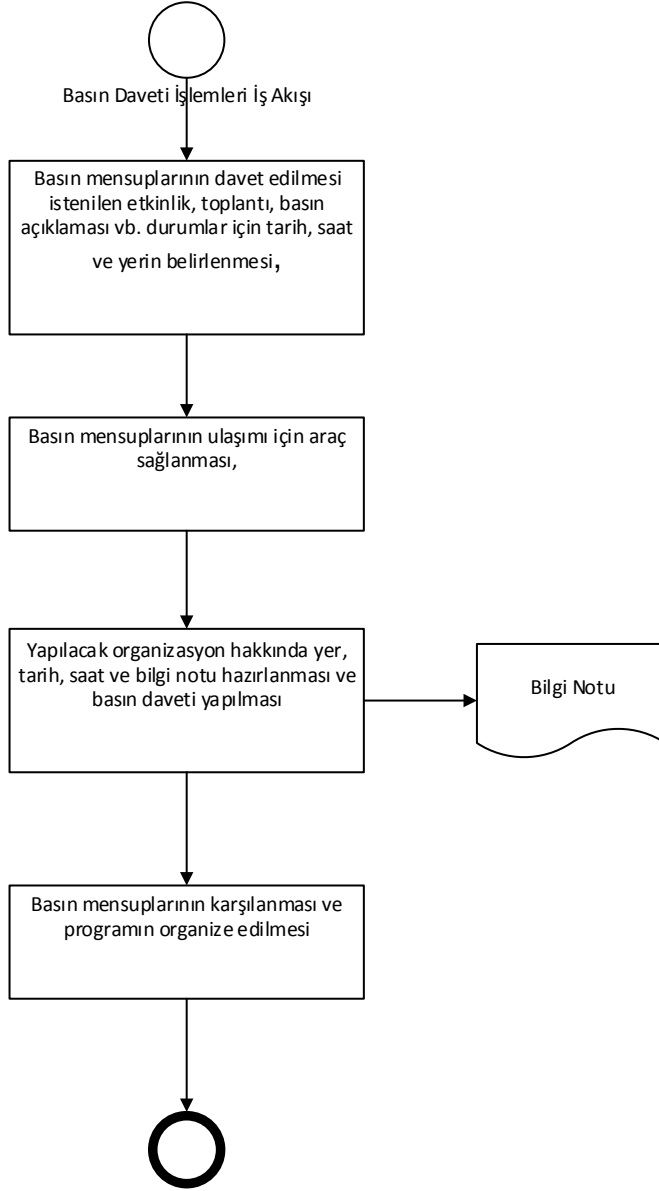 Basın Daveti İşlemleri İş Akışı
Basın mensuplarının davet edilmesi
istenilen etkinlik, toplantı, basın
açıklaması vb. durumlar için tarih, saat
ve yerin belirlenmesi,
Basın mensuplarının ulaşımı için araç
sağlanması,
Yapılacak organizasyon hakkında yer,
tarih, saat ve bilgi notu hazırlanması ve
basın daveti yapılması
Bilgi Notu
Basın mensuplarının karşılanması ve
programın organize edilmesi